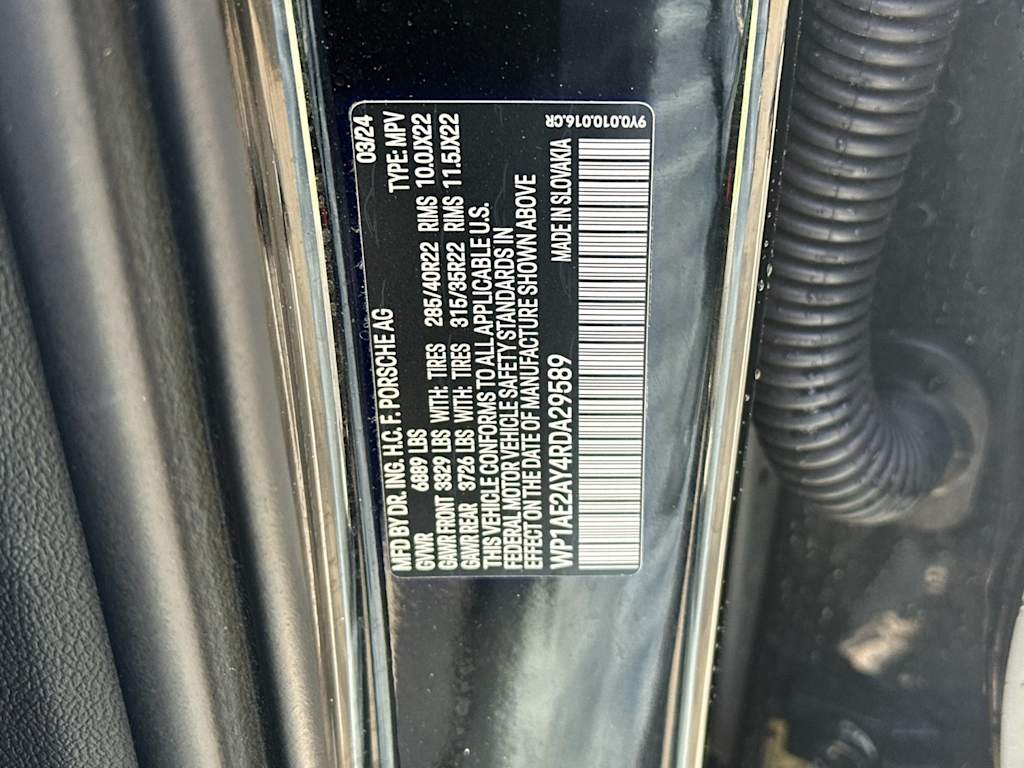 MFD BY DR. ING. H.C. F. PORSCHE AG 03/24
GVWR 6889 LBS TYPE: MPV
GAWR FRONT 3329 LBS WITH: TIRES 285/40R22 RIMS 10.0JX22
GAWR REAR 3726 LBS WITH: TIRES 315/35R22 RIMS 11.5JX22
THIS VEHICLE CONFORMS TO ALL APPLICABLE U.S.
FEDERAL MOTOR VEHICLE SAFETY STANDARDS IN
EFFECT ON THE DATE OF MANUFACTURE SHOWN ABOVE
WP1AE2AY4RDA29589 MADE IN SLOVAKIA
9Y0.010.016.CR